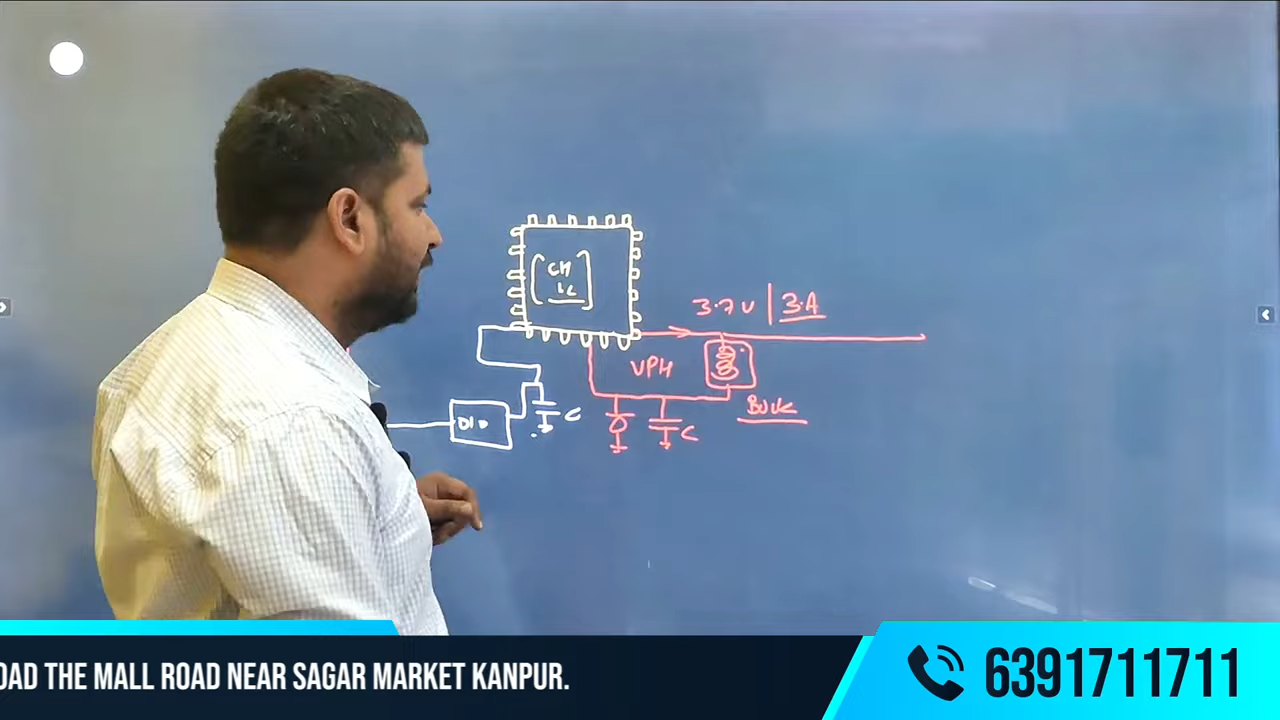 CH
IC
3.7V | 3A
VPH
BUCK
DIO
C
C
OAD THE MALL ROAD NEAR SAGAR MARKET KANPUR.
6391711711